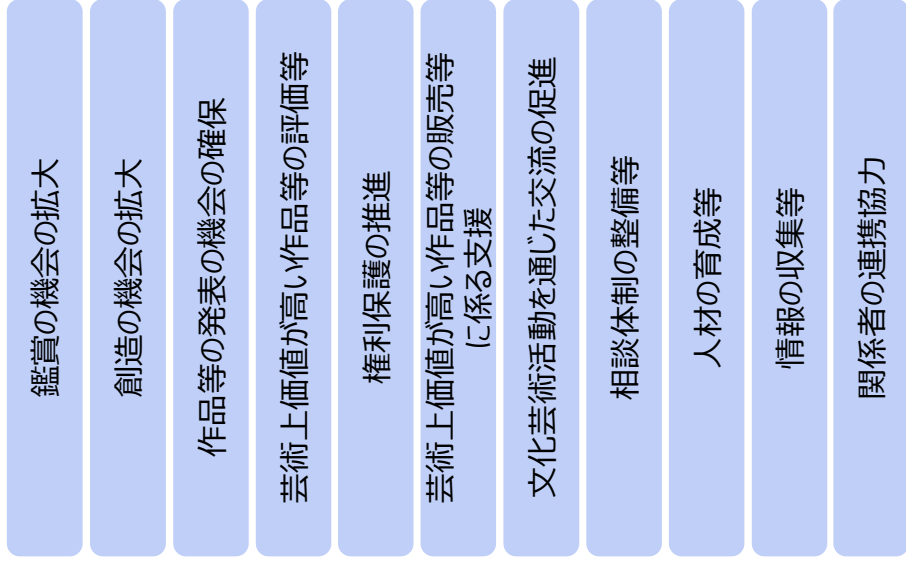 鑑賞の機会の拡大
創造の機会の拡大
作品等の発表の機会の確保
芸術上価値が高い作品等の評価等
権利保護の推進
芸術上価値が高い作品等の販売等
に係る支援
文化芸術活動を通じた交流の促進
相談体制の整備等
人材の育成等
情報の収集等
関係者の連携協力